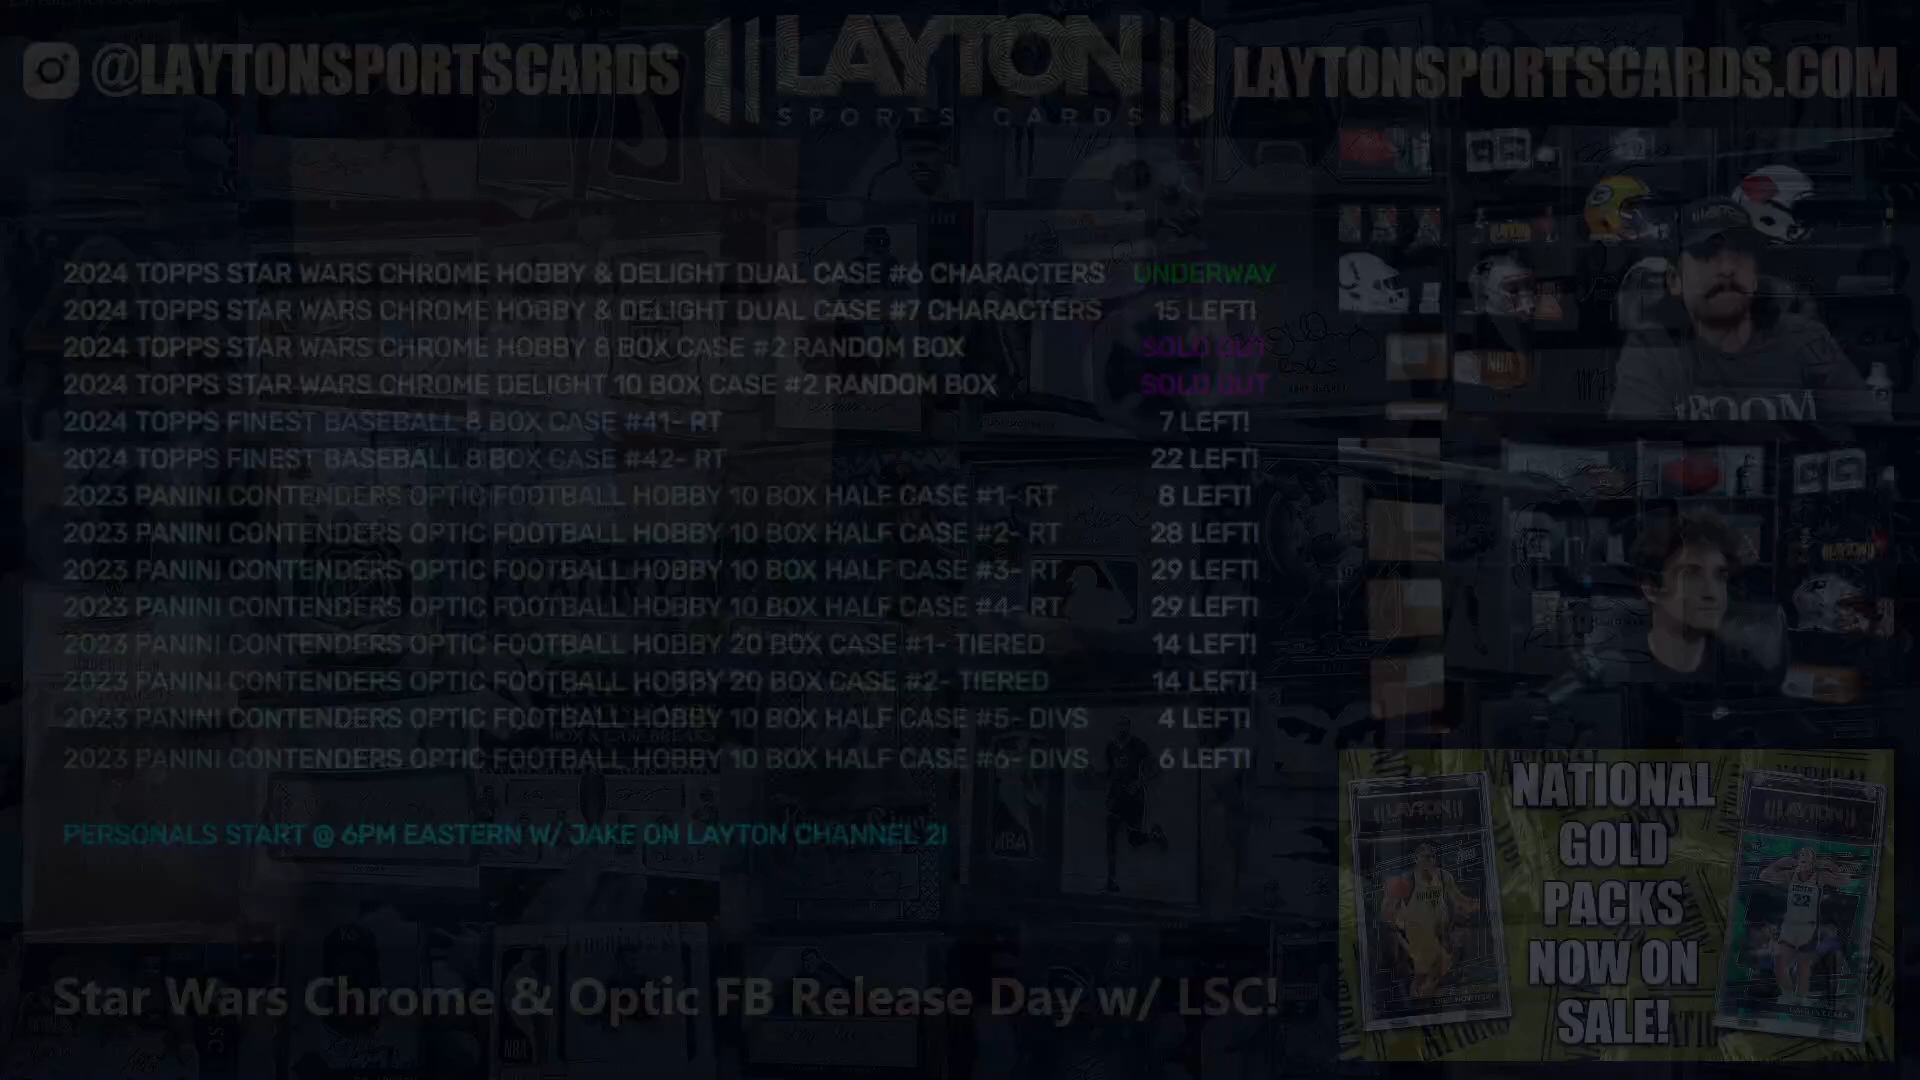 @LAYTONSPORTSCARDS
LAYTON
SPORTS CARDS
LAYTONSPORTSCARDS.COM
2024 TOPPS STAR WARS CHROME HOBBY & DELIGHT DUAL CASE #6 CHARACTERS UNDERWAY
2024 TOPPS STAR WARS CHROME HOBBY & DELIGHT DUAL CASE #7 CHARACTERS 15 LEFT!
2024 TOPPS STAR WARS CHROME HOBBY 8 BOX CASE #2 RANDOM BOX SOLD OUT
2024 TOPPS STAR WARS CHROME DELIGHT 10 BOX CASE #2 RANDOM BOX SOLD OUT
2024 TOPPS FINEST BASEBALL 8 BOX CASE #41- RT 7 LEFT!
2024 TOPPS FINEST BASEBALL 8 BOX CASE #42- RT 22 LEFT!
2023 PANINI CONTENDERS OPTIC FOOTBALL HOBBY 10 BOX HALF CASE #1- RT 8 LEFT!
2023 PANINI CONTENDERS OPTIC FOOTBALL HOBBY 10 BOX HALF CASE #2- RT 28 LEFT!
2023 PANINI CONTENDERS OPTIC FOOTBALL HOBBY 10 BOX HALF CASE #3- RT 29 LEFT!
2023 PANINI CONTENDERS OPTIC FOOTBALL HOBBY 10 BOX HALF CASE #4- RT 29 LEFT!
2023 PANINI CONTENDERS OPTIC FOOTBALL HOBBY 20 BOX CASE #1- TIERED 14 LEFT!
2023 PANINI CONTENDERS OPTIC FOOTBALL HOBBY 20 BOX CASE #2- TIERED 14 LEFT!
2023 PANINI CONTENDERS OPTIC FOOTBALL HOBBY 10 BOX HALF CASE #5- DIVS 4 LEFT!
2023 PANINI CONTENDERS OPTIC FOOTBALL HOBBY 10 BOX HALF CASE #6- DIVS 6 LEFT!
PERSONALS START @ 6PM EASTERN W/ JAKE ON LAYTON CHANNEL 2!
Star Wars Chrome & Optic FB Release Day w/ LSC!
BOOM
NBA
NATIONAL
GOLD
PACKS
NOW ON
SALE!
LAYTON
LAYTON
22